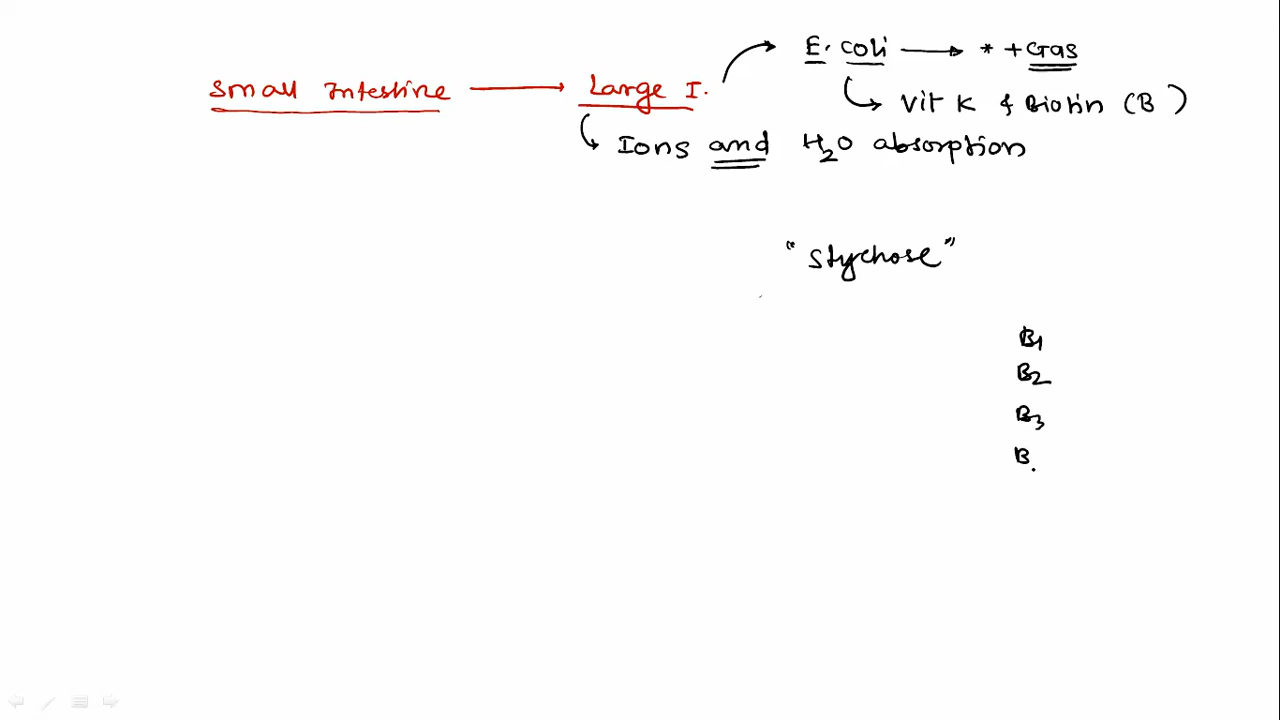 E. coli → * + Gas
Small Intestine → Large I.
Vit K & Biotin (B )
Ions and H₂O absorption
"Stychose"
B₁
B₂
B₃
B.